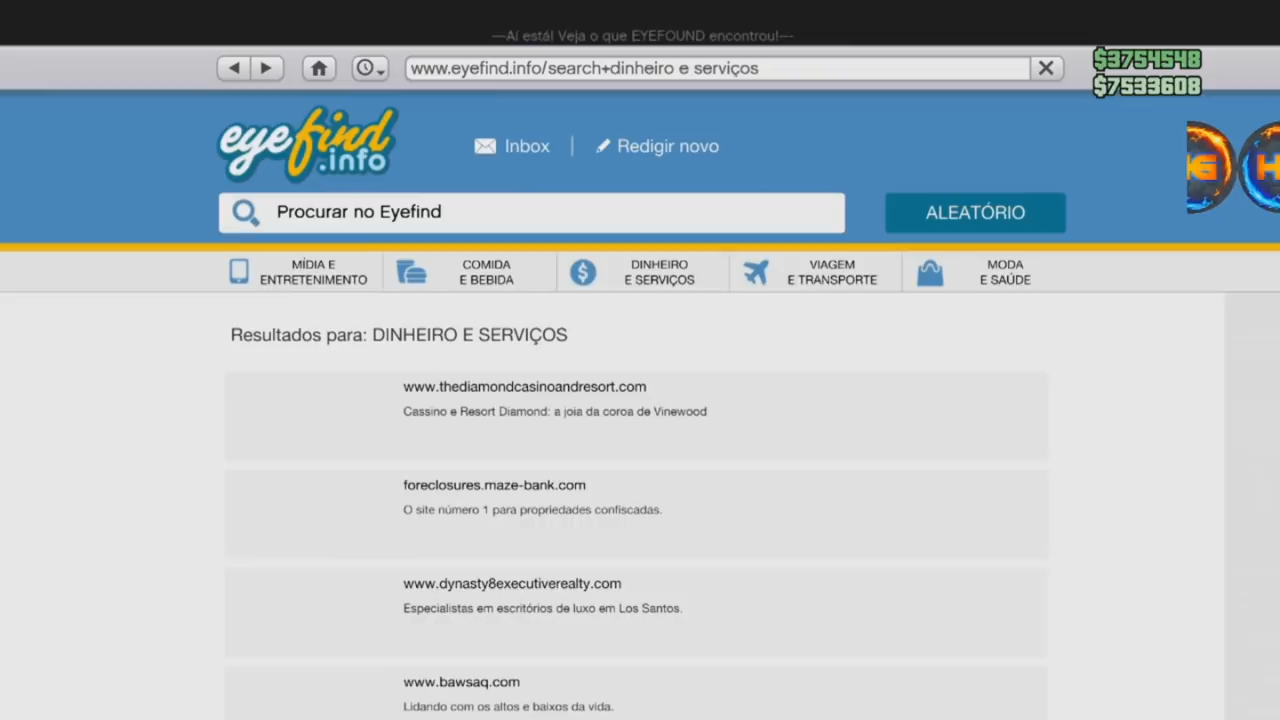 —Aí está! Veja o que EYEFOUND encontrou!—
www.eyefind.info/search+dinheiro e serviços
$3754548
$7533608
eyefind
.info
Inbox
Redigir novo
Procurar no Eyefind
ALEATÓRIO
MÍDIA E
ENTRETENIMENTO
COMIDA
E BEBIDA
DINHEIRO
E SERVIÇOS
VIAGEM
E TRANSPORTE
MODA
E SAÚDE
Resultados para: DINHEIRO E SERVIÇOS
www.thediamondcasinoandresort.com
Cassino e Resort Diamond: a joia da coroa de Vinewood
foreclosures.maze-bank.com
O site número 1 para propriedades confiscadas.
www.dynasty8executiverealty.com
Especialistas em escritórios de luxo em Los Santos.
www.bawsaq.com
Lidando com os altos e baixos da vida.